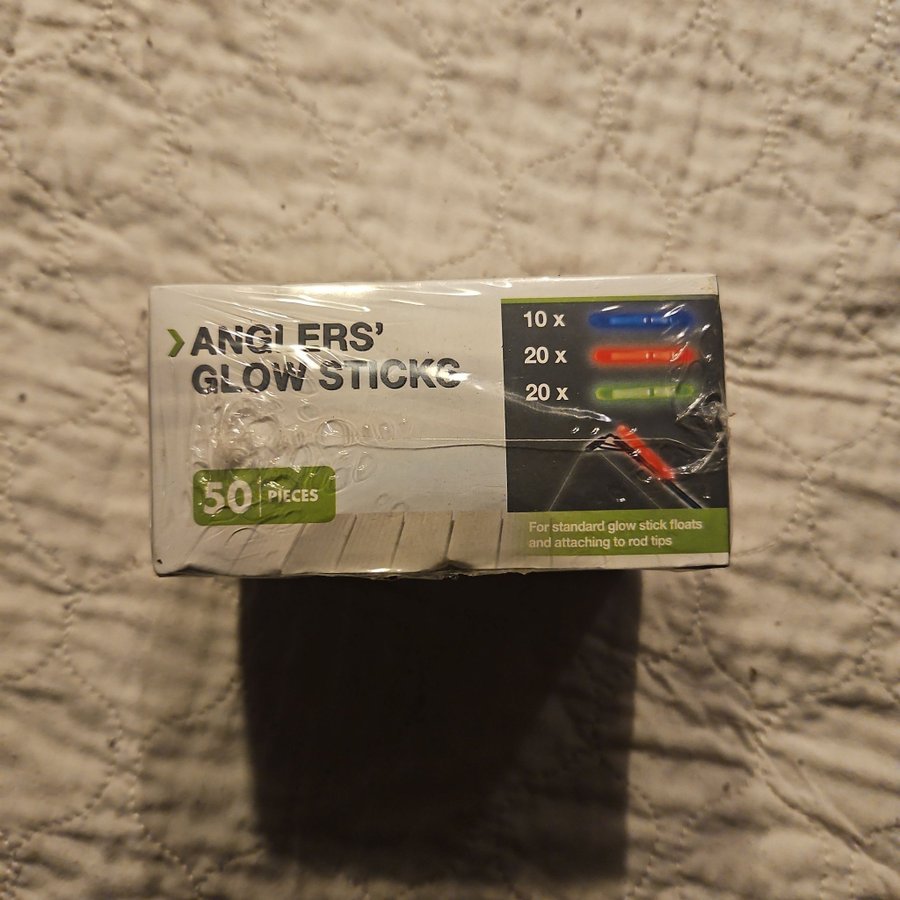 ANGLERS'
GLOW STICKS
50 PIECES
10 x
20 x
20 x
For standard glow stick floats
and attaching to rod tips